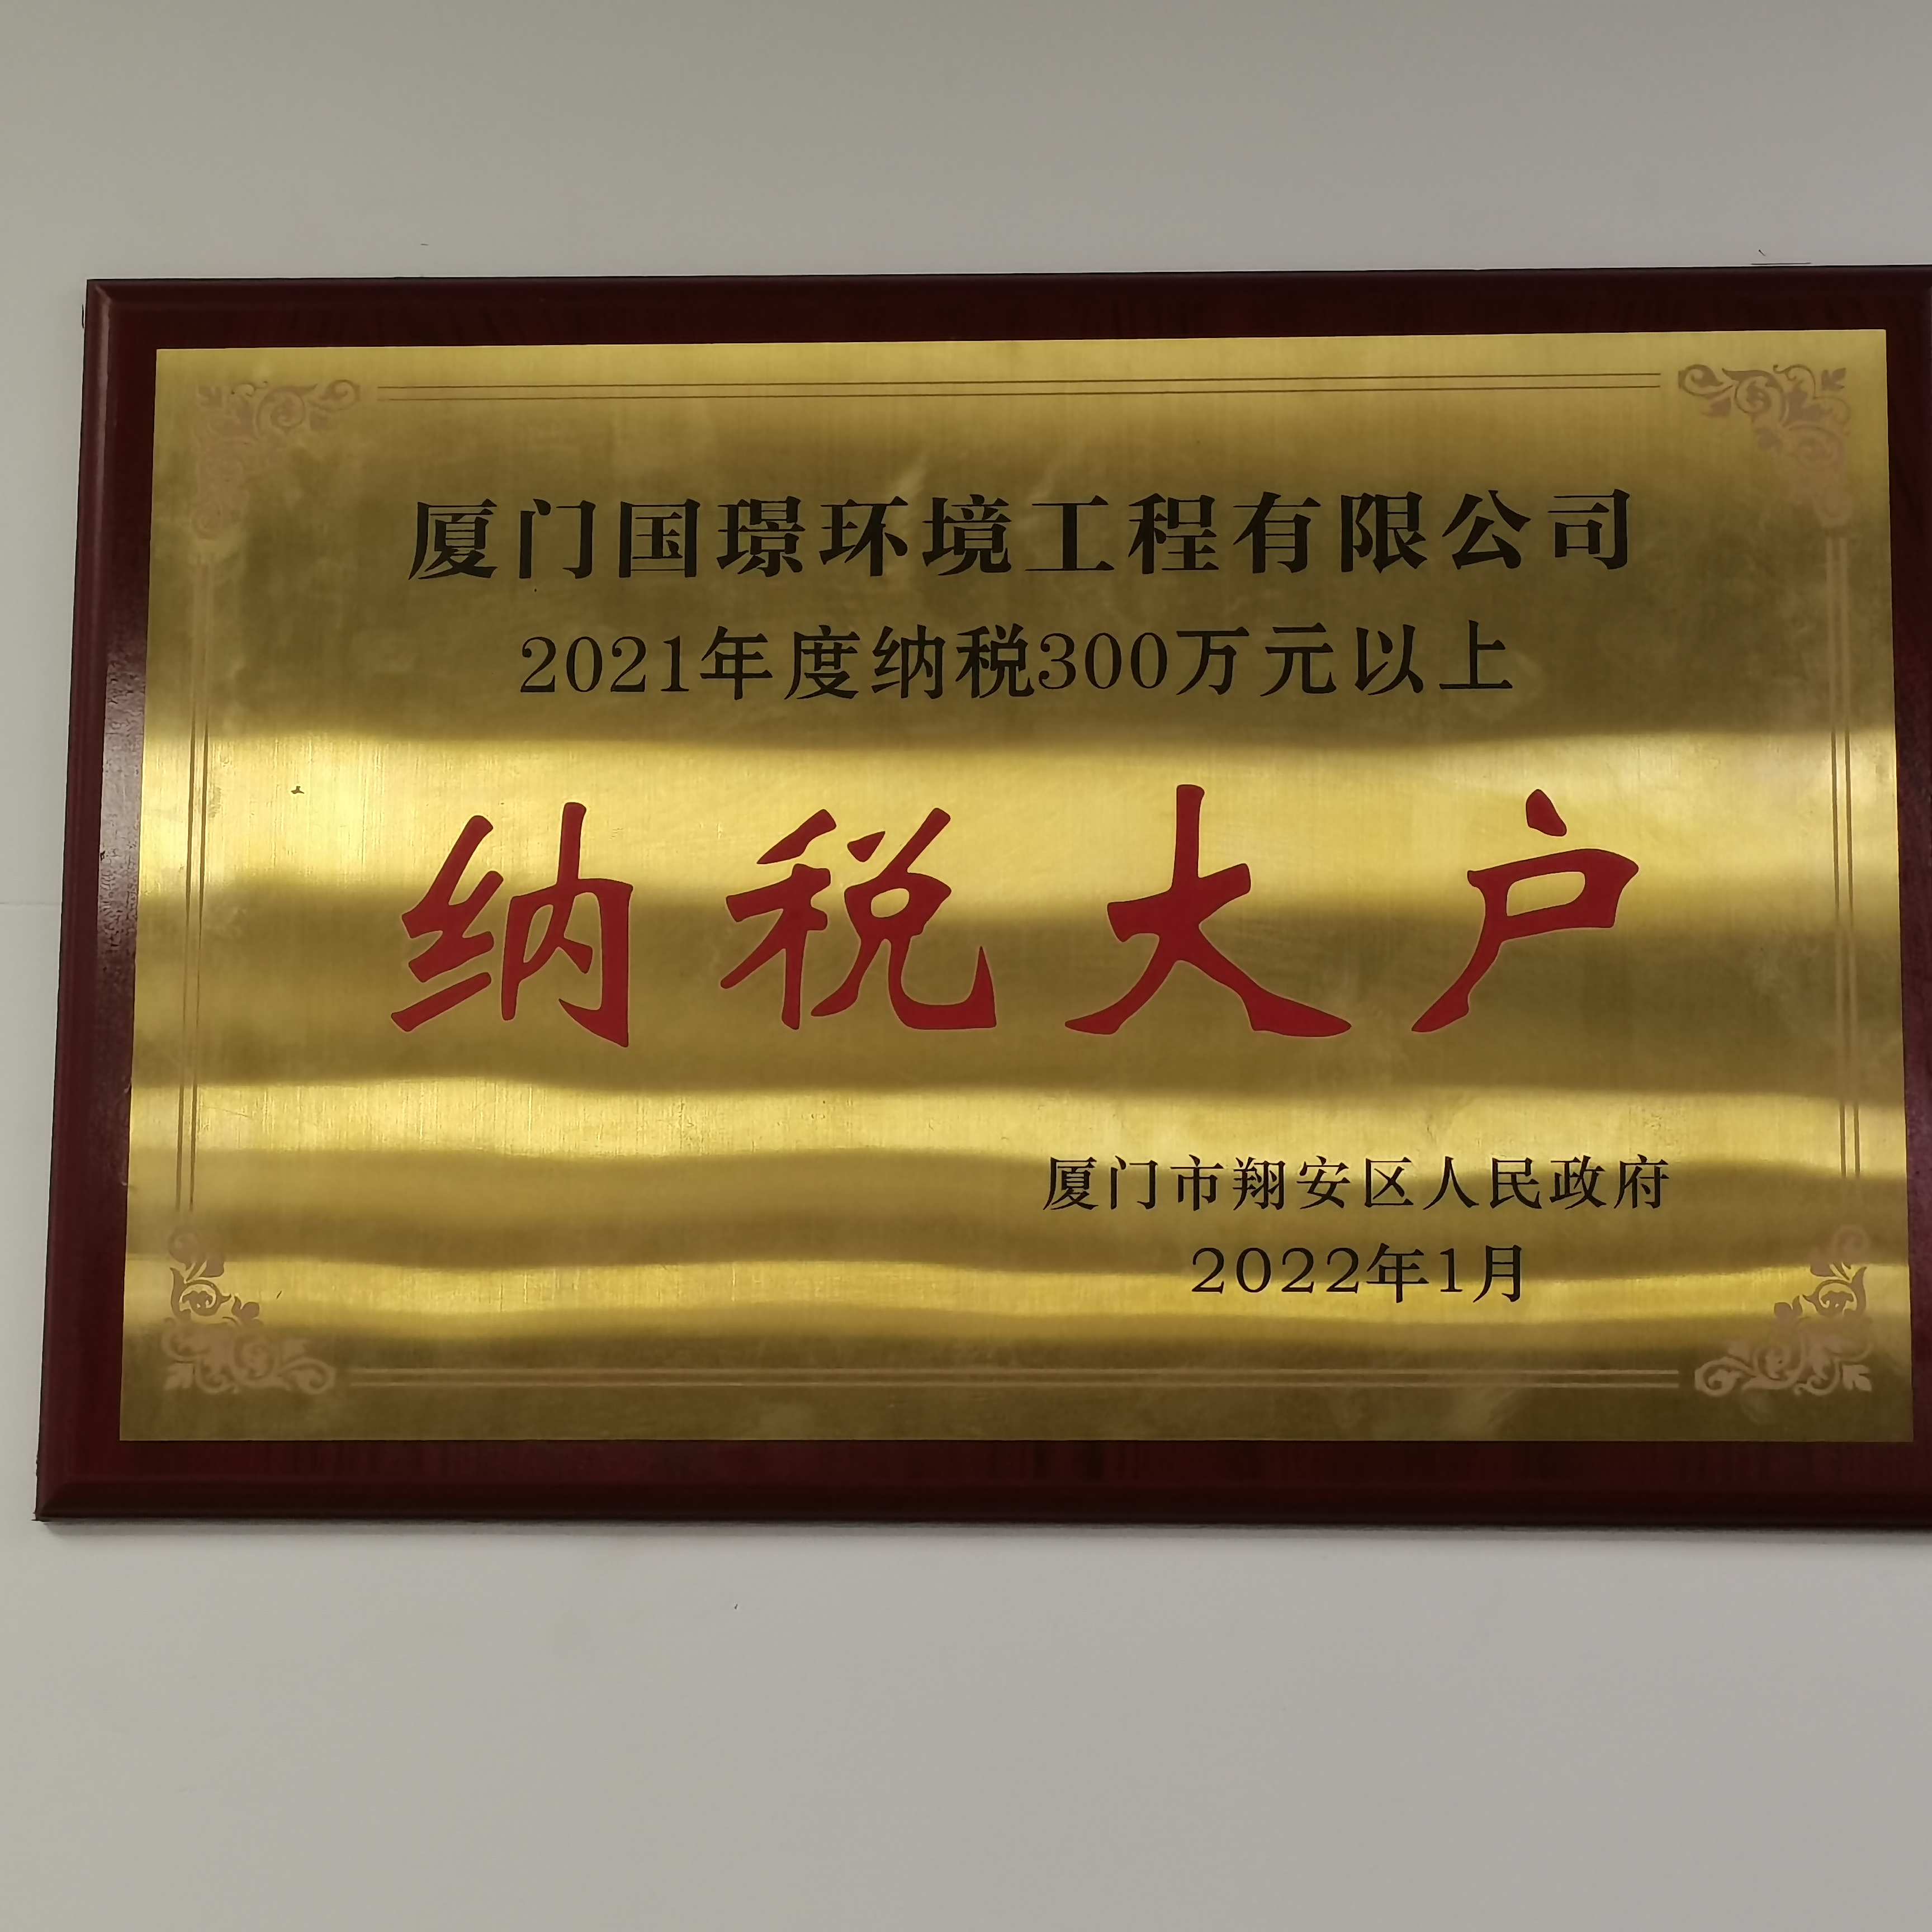 厦门国璟环境工程有限公司
2021年度纳税300万元以上
纳税大户
厦门市翔安区人民政府
2022年1月